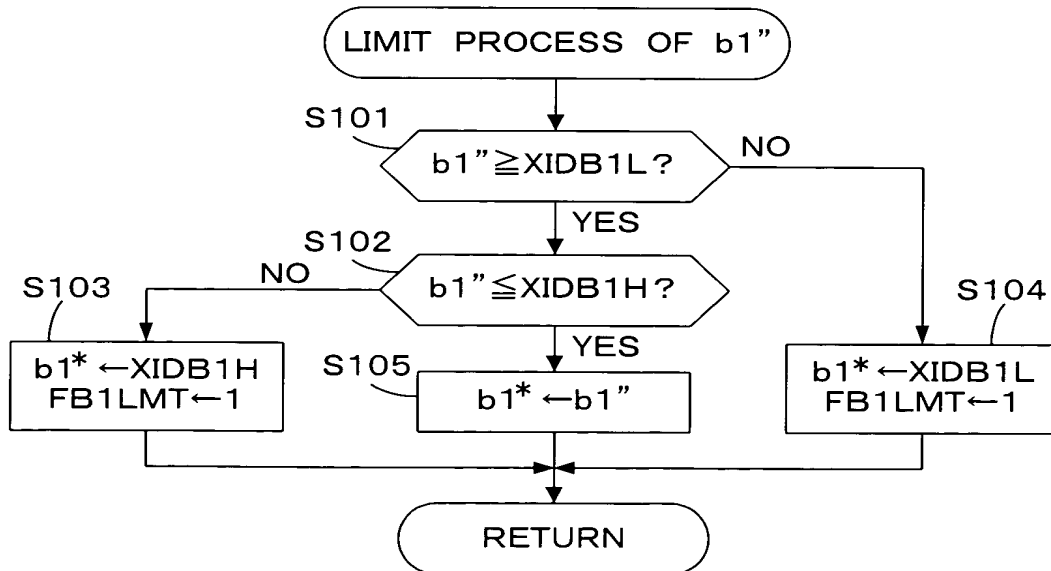 LIMIT PROCESS OF b1”
S101
b1” ≧XIDB1L?
NO
YES
S102
b1” ≦XIDB1H?
NO
S103
S104
YES
b1* ←XIDB1H
FB1LMT←1
S105
b1* ←b1”
b1* ←XIDB1L
FB1LMT←1
RETURN